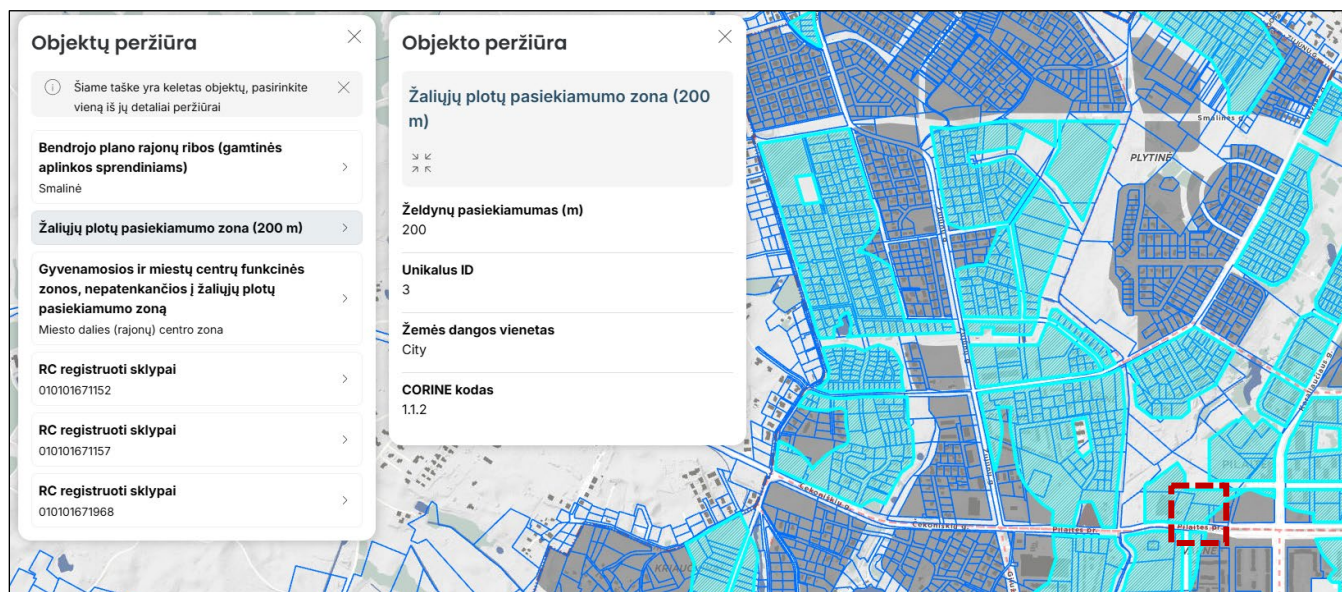 Objektų peržiūra
Šiame taške yra keletas objektų, pasirinkite
vieną iš jų detaliai peržiūrai
Bendrojo plano rajonų ribos (gamtinės
aplinkos sprendiniams)
Smalinė
Žaliųjų plotų pasiekiamumo zona (200 m)
Gyvenamosios ir miestų centrų funkcinės
zonos, nepatenkančios į žaliųjų plotų
pasiekiamumo zoną
Miesto dalies (rajonų) centro zona
RC registruoti sklypai
010101671152
RC registruoti sklypai
010101671157
RC registruoti sklypai
010101671968
Objekto peržiūra
Žaliųjų plotų pasiekiamumo zona (200
m)
Želdynų pasiekiamumas (m)
200
Unikalus ID
3
Žemės dangos vienetas
City
CORINE kodas
1.1.2
Smalinės g.
PLYTINĖ
Karaliaučiaus g.
Pilaitės pr.
Pilaitės pr.